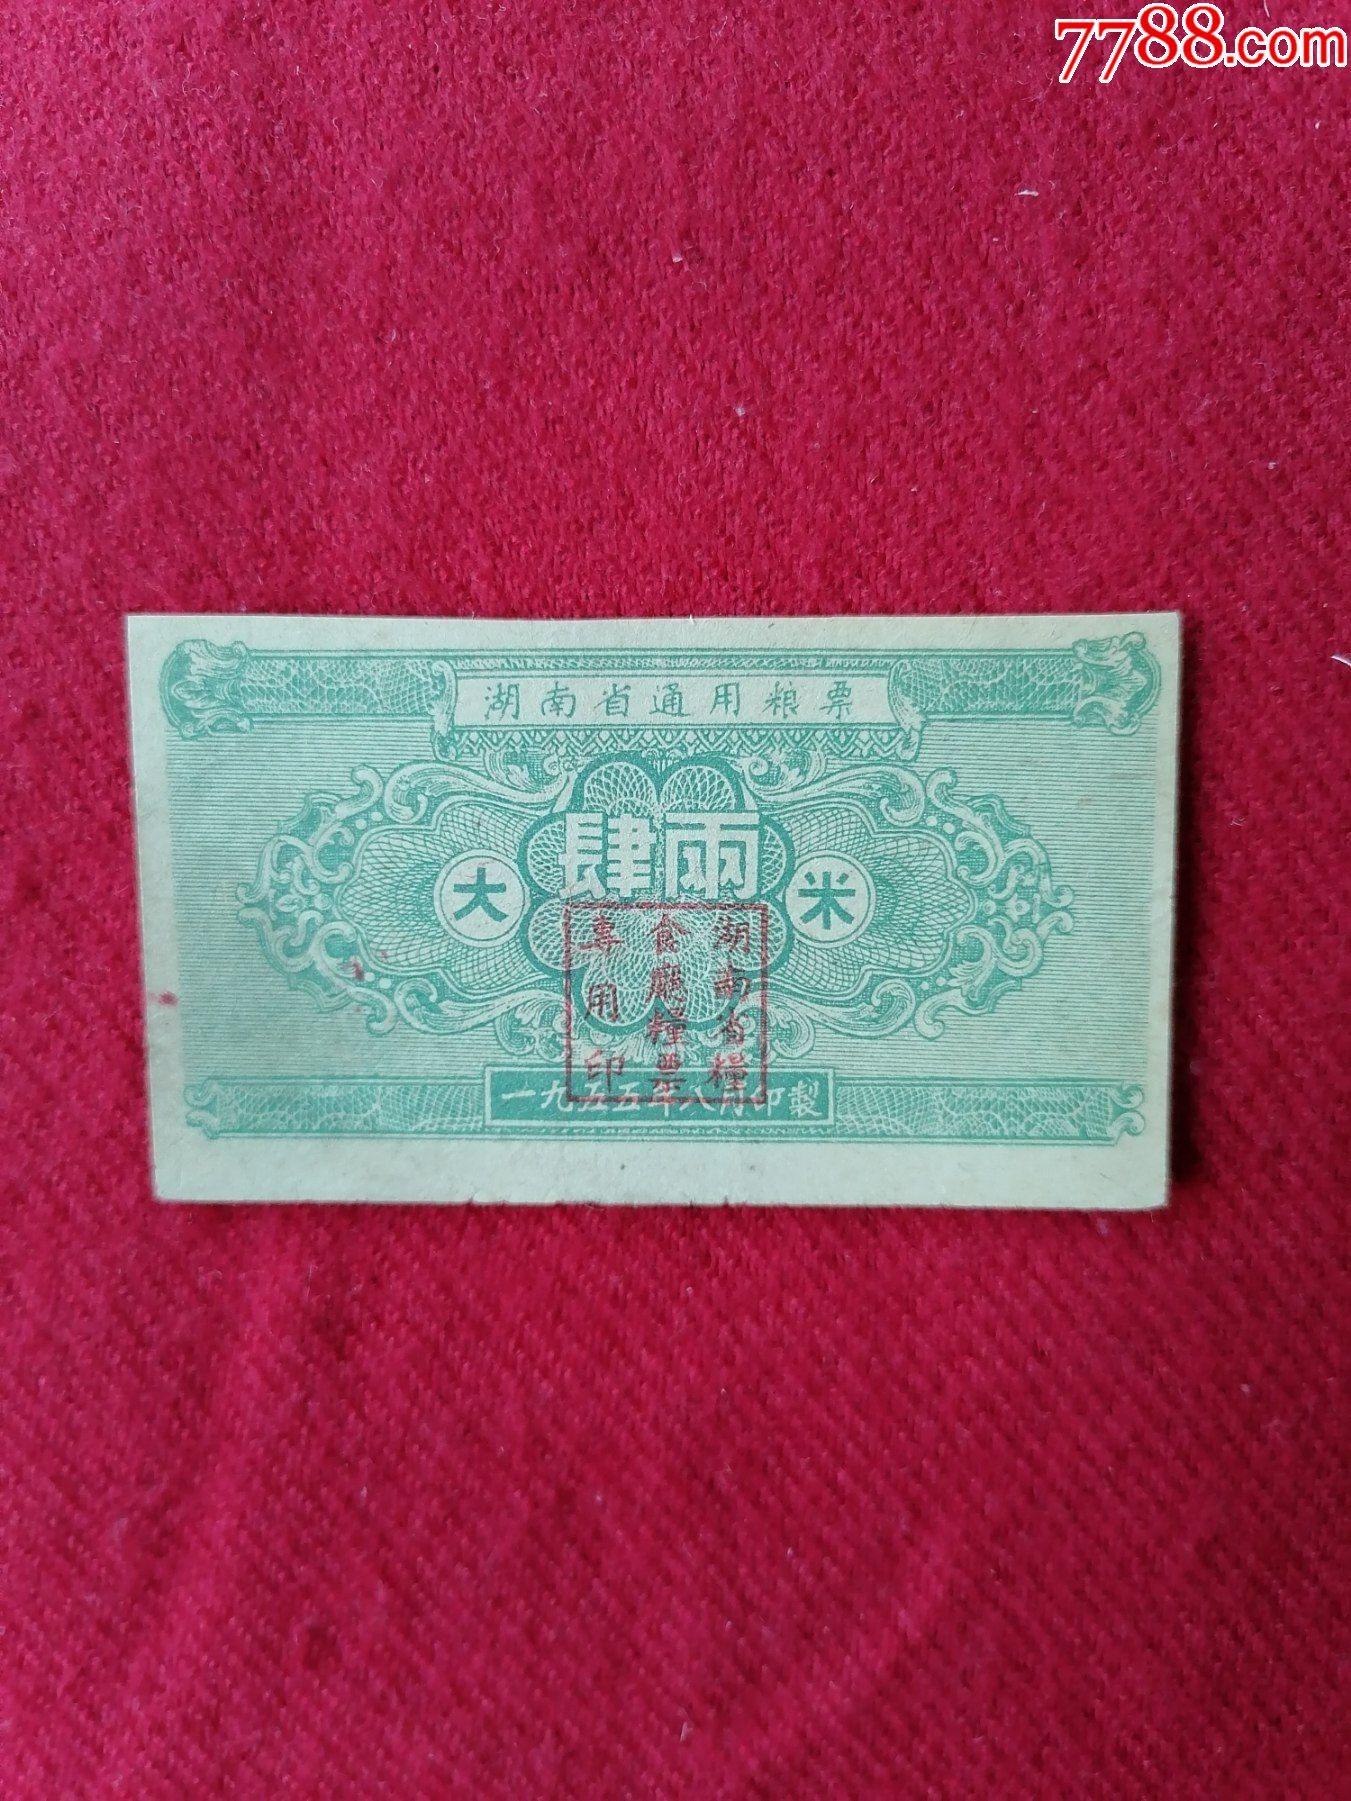 7788.com
湖南省通用粮票
肆兩
大 米
湖南省糧
食廳糧票
專用印
一九五五年八月印製